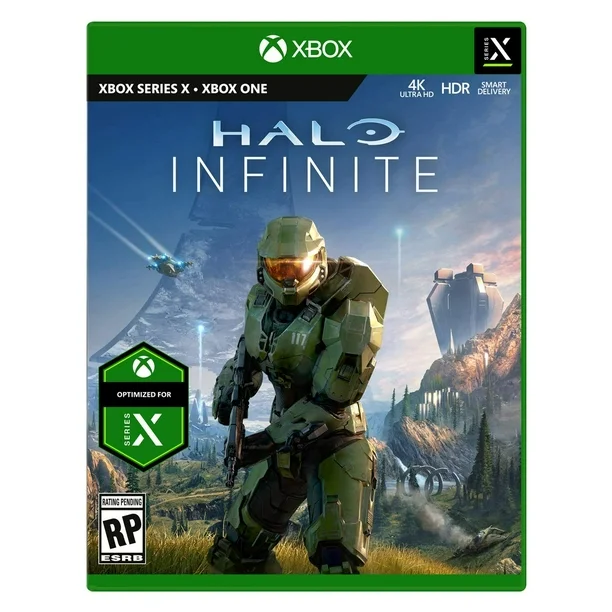 XBOX
SERIES X
XBOX SERIES X • XBOX ONE
4K
ULTRA HD
HDR
SMART
DELIVERY
HALO
INFINITE
117
OPTIMIZED FOR
SERIES X
RATING PENDING
RP
ESRB